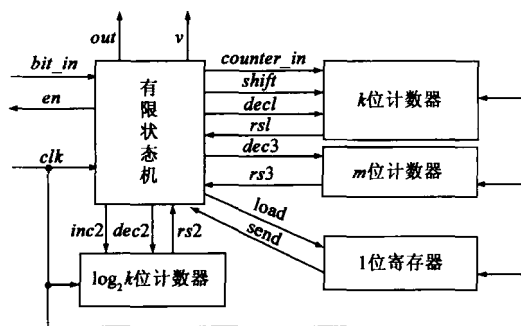 out
v
bit_in
counter_in
有限状态机
shift
k位计数器
en
decl
rsl
clk
dec3
rs3
m位计数器
load
send
inc2
dec2
rs2
log₂k位计数器
1位寄存器